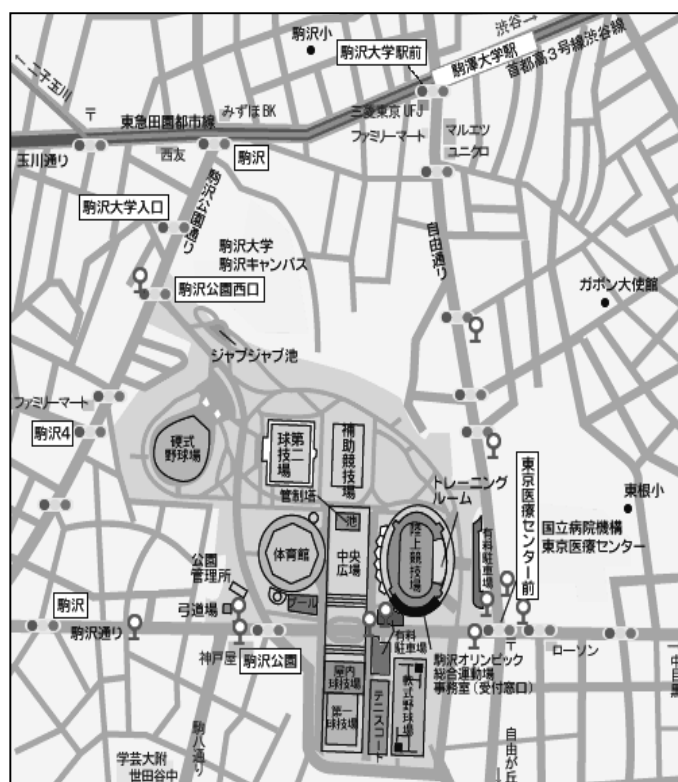 駒沢小
渋谷→
駒沢大学駅前
駒澤大学駅
首都高3号線渋谷線
←二子玉川
〒
東急田園都市線
みずほBK
三菱東京UFJ
ファミリーマート
マルエツ
ユニクロ
玉川通り
西友
駒沢
駒沢公園通り
自由通り
駒沢大学入口
駒沢大学
駒沢キャンパス
駒沢公園西口
ガボン大使館
ジャブジャブ池
ファミリーマート
駒沢4
硬式
野球場
第二
球技場
補助競技場
管制塔
池
トレーニング
ルーム
陸上競技場
有料駐車場
東京医療センター前
東根小
国立病院機構
東京医療センター
体育館
中央
広場
公園
管理所
プール
弓道場
駒沢
駒沢通り
神戸屋
駒沢公園
有料
駐車場
〒
ローソン
駒沢オリンピック
総合運動場
事務室(受付窓口)
屋内
球技場
第一
球技場
テニスコート
軟式野球場
駒八通り
学芸大附
世田谷中
自由が丘
中目黒